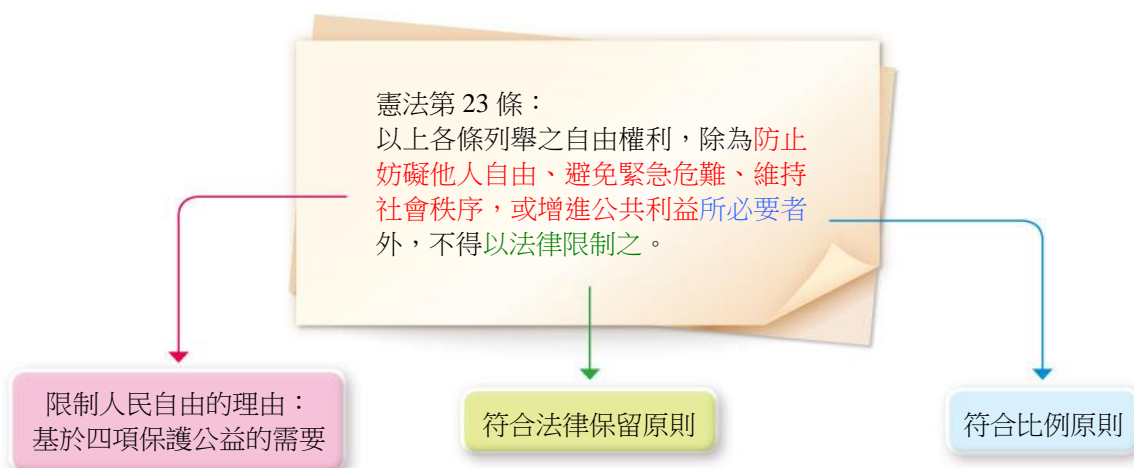 憲法第 23 條：
以上各條列舉之自由權利，除為防止
妨礙他人自由、避免緊急危難、維持
社會秩序，或增進公共利益所必要者
外，不得以法律限制之。
限制人民自由的理由：
基於四項保護公益的需要
符合法律保留原則
符合比例原則